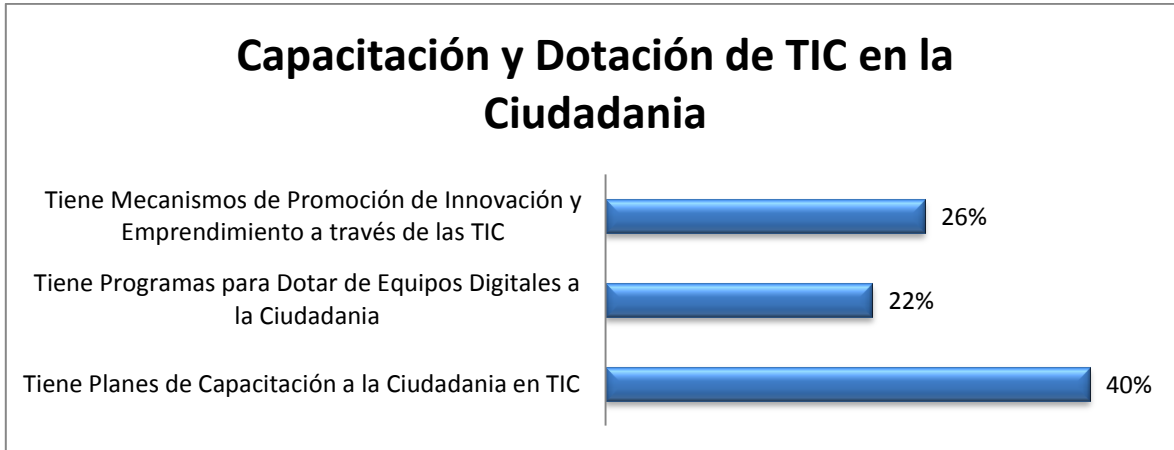 Capacitación y Dotación de TIC en la
Ciudadania
Tiene Mecanismos de Promoción de Innovación y
Emprendimiento a través de las TIC
26%
Tiene Programas para Dotar de Equipos Digitales a
la Ciudadania
22%
Tiene Planes de Capacitación a la Ciudadania en TIC
40%